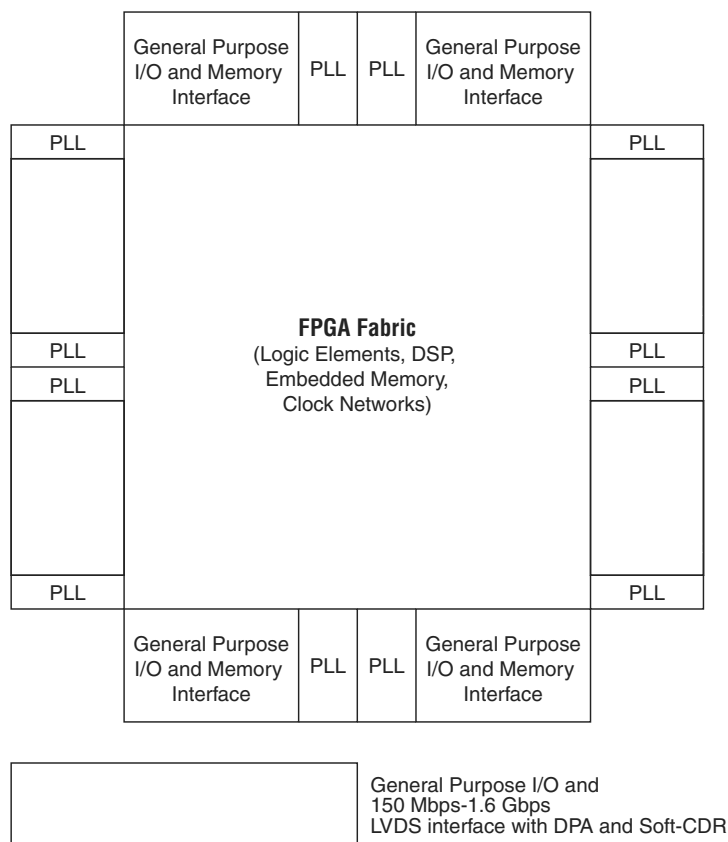 General Purpose
I/O and Memory
Interface
PLL
PLL
General Purpose
I/O and Memory
Interface
PLL
PLL
FPGA Fabric
(Logic Elements, DSP,
Embedded Memory,
Clock Networks)
PLL
PLL
PLL
PLL
PLL
PLL
General Purpose
I/O and Memory
Interface
PLL
PLL
General Purpose
I/O and Memory
Interface
General Purpose I/O and
150 Mbps-1.6 Gbps
LVDS interface with DPA and Soft-CDR